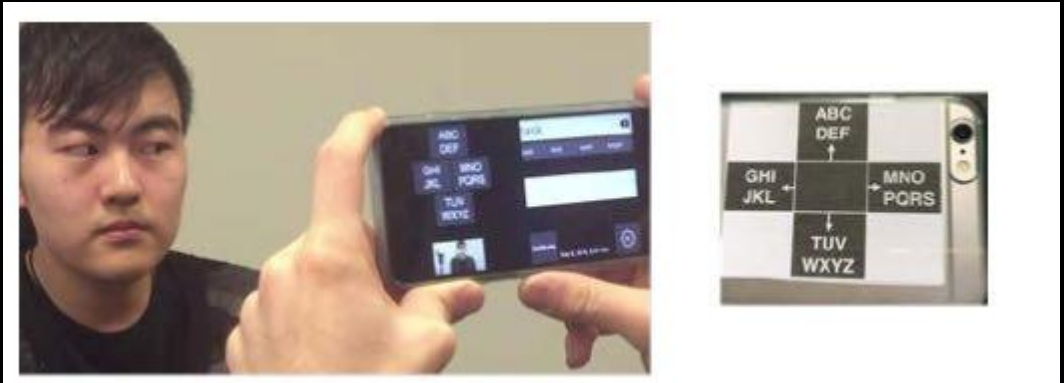 ABC
DEF
GHI
JKL
MNO
PQRS
TUV
WXYZ
ABC
DEF
GHI
JKL
MNO
PQRS
TUV
WXYZ